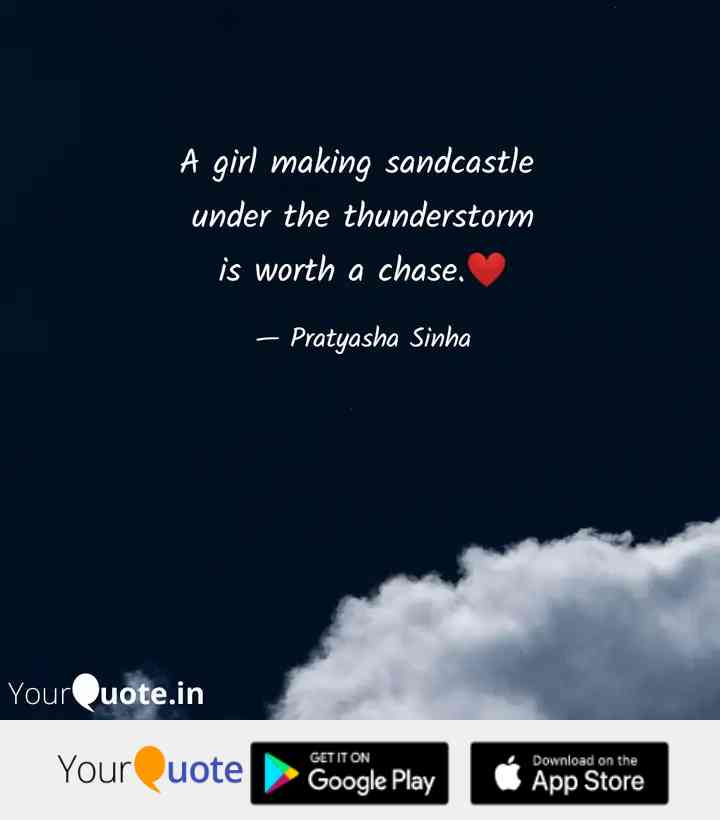 A girl making sandcastle
under the thunderstorm
is worth a chase.❤️
— Pratyasha Sinha
YourQuote.in
YourQuote
GET IT ON
Google Play
Download on the
App Store